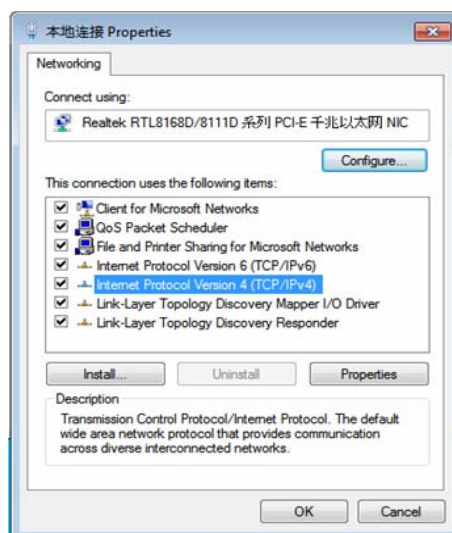 本地连接 Properties
Networking
Connect using:
Realtek RTL8168D/8111D 系列 PCI-E 千兆以太网 NIC
Configure...
This connection uses the following items:
Client for Microsoft Networks
QoS Packet Scheduler
File and Printer Sharing for Microsoft Networks
Internet Protocol Version 6 (TCP/IPv6)
Internet Protocol Version 4 (TCP/IPv4)
Link-Layer Topology Discovery Mapper I/O Driver
Link-Layer Topology Discovery Responder
Install... Uninstall Properties
Description
Transmission Control Protocol/Internet Protocol. The default
wide area network protocol that provides communication
across diverse interconnected networks.
OK Cancel